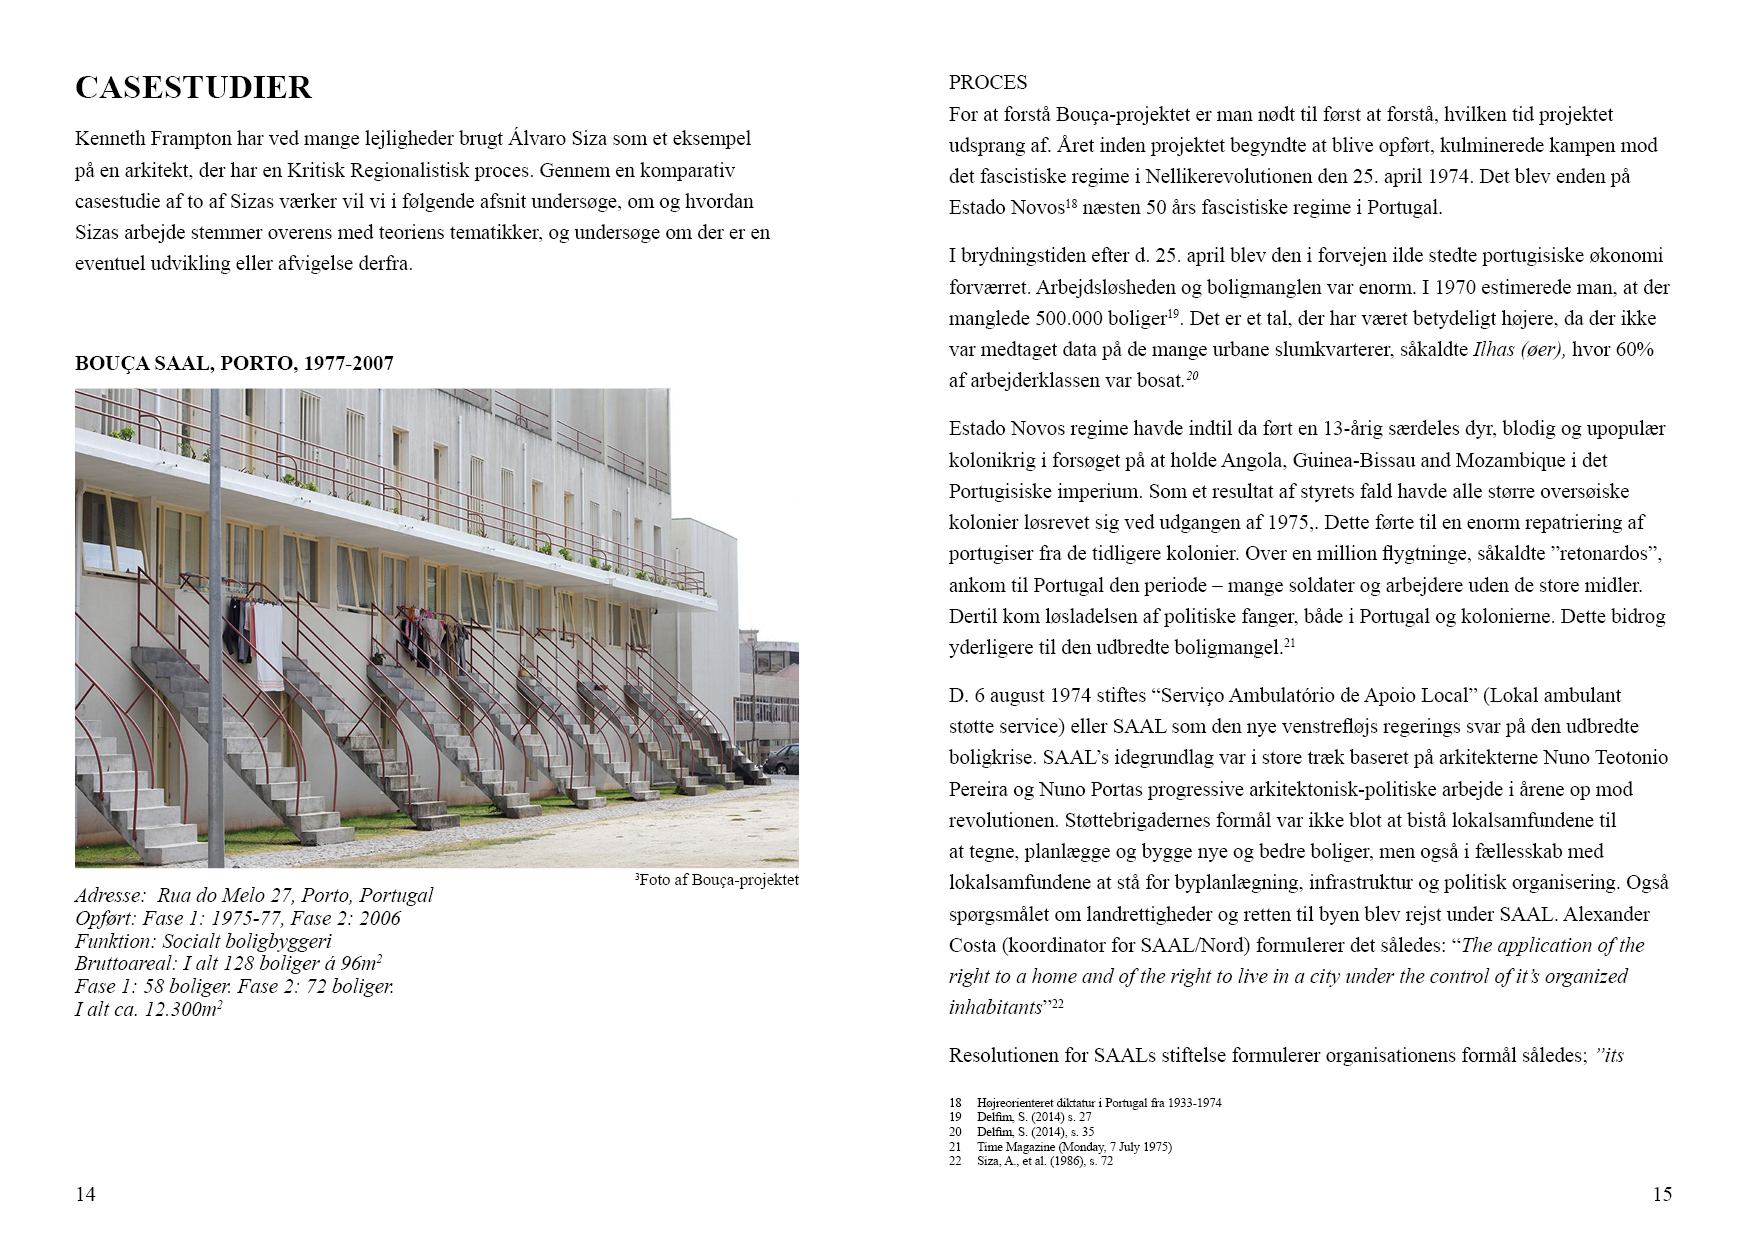 CASESTUDIER
Kenneth Frampton har ved mange lejligheder brugt Álvaro Siza som et eksempel
på en arkitekt, der har en Kritisk Regionalistisk proces. Gennem en komparativ
casestudie af to af Sizas værker vil vi i følgende afsnit undersøge, om og hvordan
Sizas arbejde stemmer overens med teoriens tematikker, og undersøge om der er en
eventuel udvikling eller afvigelse derfra.
BOUÇA SAAL, PORTO, 1977-2007
³Foto af Bouça-projektet
Adresse:  Rua do Melo 27, Porto, Portugal
Opført: Fase 1: 1975-77, Fase 2: 2006
Funktion: Socialt boligbyggeri
Bruttoareal: I alt 128 boliger á 96m²
Fase 1: 58 boliger. Fase 2: 72 boliger.
I alt ca. 12.300m²
14
PROCES
For at forstå Bouça-projektet er man nødt til først at forstå, hvilken tid projektet
udsprang af. Året inden projektet begyndte at blive opført, kulminerede kampen mod
det fascistiske regime i Nellikerevolutionen den 25. april 1974. Det blev enden på
Estado Novos¹⁸ næsten 50 års fascistiske regime i Portugal.
I brydningstiden efter d. 25. april blev den i forvejen ilde stedte portugisiske økonomi
forværret. Arbejdsløsheden og boligmanglen var enorm. I 1970 estimerede man, at der
manglede 500.000 boliger¹⁹. Det er et tal, der har været betydeligt højere, da der ikke
var medtaget data på de mange urbane slumkvarterer, såkaldte Ilhas (øer), hvor 60%
af arbejderklassen var bosat.²⁰
Estado Novos regime havde indtil da ført en 13-årig særdeles dyr, blodig og upopulær
kolonikrig i forsøget på at holde Angola, Guinea-Bissau and Mozambique i det
Portugisiske imperium. Som et resultat af styrets fald havde alle større oversøiske
kolonier løsrevet sig ved udgangen af 1975,. Dette førte til en enorm repatriering af
portugiser fra de tidligere kolonier. Over en million flygtninge, såkaldte ”retonardos”,
ankom til Portugal den periode – mange soldater og arbejdere uden de store midler.
Dertil kom løsladelsen af politiske fanger, både i Portugal og kolonierne. Dette bidrog
yderligere til den udbredte boligmangel.²¹
D. 6 august 1974 stiftes “Serviço Ambulatório de Apoio Local” (Lokal ambulant
støtte service) eller SAAL som den nye venstrefløjs regerings svar på den udbredte
boligkrise. SAAL’s idegrundlag var i store træk baseret på arkitekterne Nuno Teotonio
Pereira og Nuno Portas progressive arkitektonisk-politiske arbejde i årene op mod
revolutionen. Støttebrigadernes formål var ikke blot at bistå lokalsamfundene til
at tegne, planlægge og bygge nye og bedre boliger, men også i fællesskab med
lokalsamfundene at stå for byplanlægning, infrastruktur og politisk organisering. Også
spørgsmålet om landrettigheder og retten til byen blev rejst under SAAL. Alexander
Costa (koordinator for SAAL/Nord) formulerer det således: “The application of the
right to a home and of the right to live in a city under the control of it’s organized
inhabitants”²²
Resolutionen for SAALs stiftelse formulerer organisationens formål således; ”its
18 Højreorienteret diktatur i Portugal fra 1933-1974
19 Delfim, S. (2014) s. 27
20 Delfim, S. (2014), s. 35
21 Time Magazine (Monday, 7 July 1975)
22 Siza, A., et al. (1986), s. 72
15